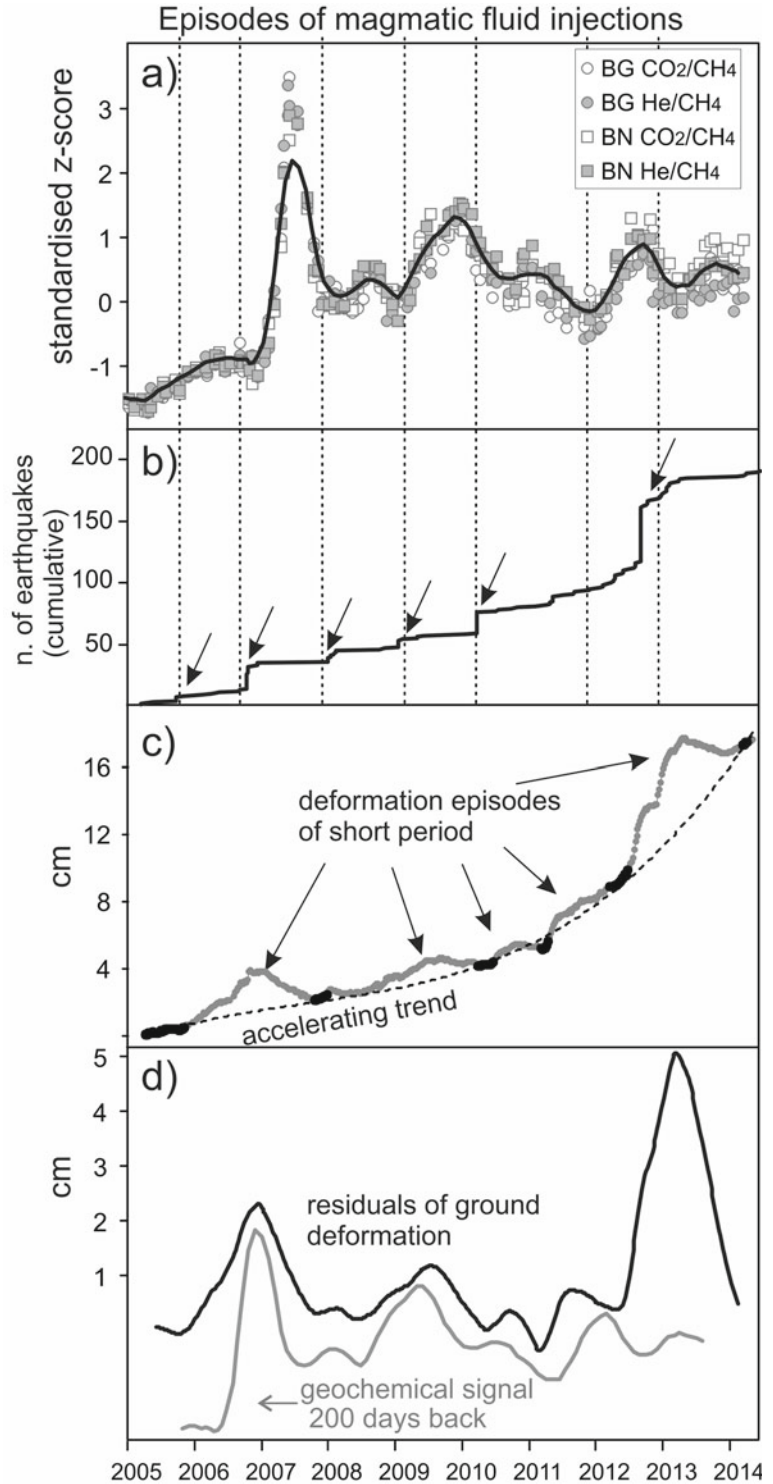 Episodes of magmatic fluid injections
a)
BG CO2/CH4
BG He/CH4
BN CO2/CH4
BN He/CH4
standardised z-score
3
2
1
0
-1
b)
n. of earthquakes
(cumulative)
200
150
100
50
c)
deformation episodes
of short period
accelerating trend
cm
16
12
8
4
d)
cm
5
4
3
2
1
residuals of ground
deformation
geochemical signal
200 days back
2005 2006 2007 2008 2009 2010 2011 2012 2013 2014